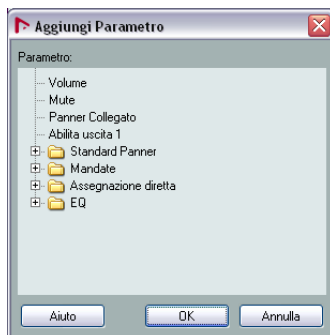 Aggiungi Parametro
Parametro:
Volume
Mute
Panner Collegato
Abilita uscita 1
Standard Panner
Mandate
Assegnazione diretta
EQ
Aiuto
OK
Annulla